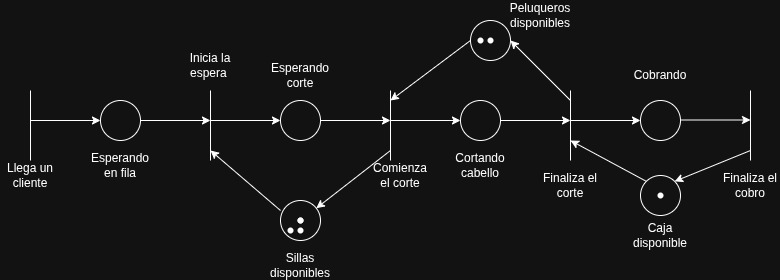 Peluqueros
disponibles
Inicia la
espera
Esperando
corte
Cobrando
Llega un
cliente
Esperando
en fila
Comienza
el corte
Cortando
cabello
Finaliza el
corte
Finaliza el
cobro
Sillas
disponibles
Caja
disponible